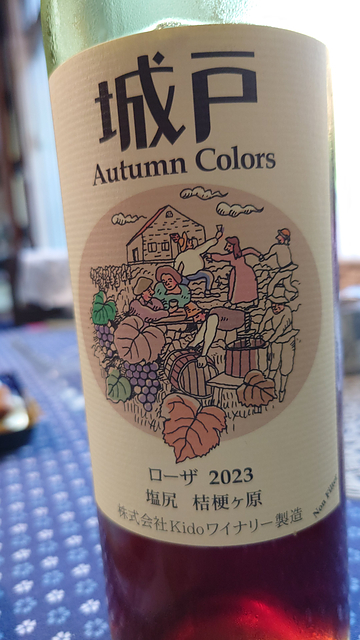 城戸
Autumn Colors
ローザ 2023
塩尻 桔梗ヶ原
株式会社Kidoワイナリー製造
Non